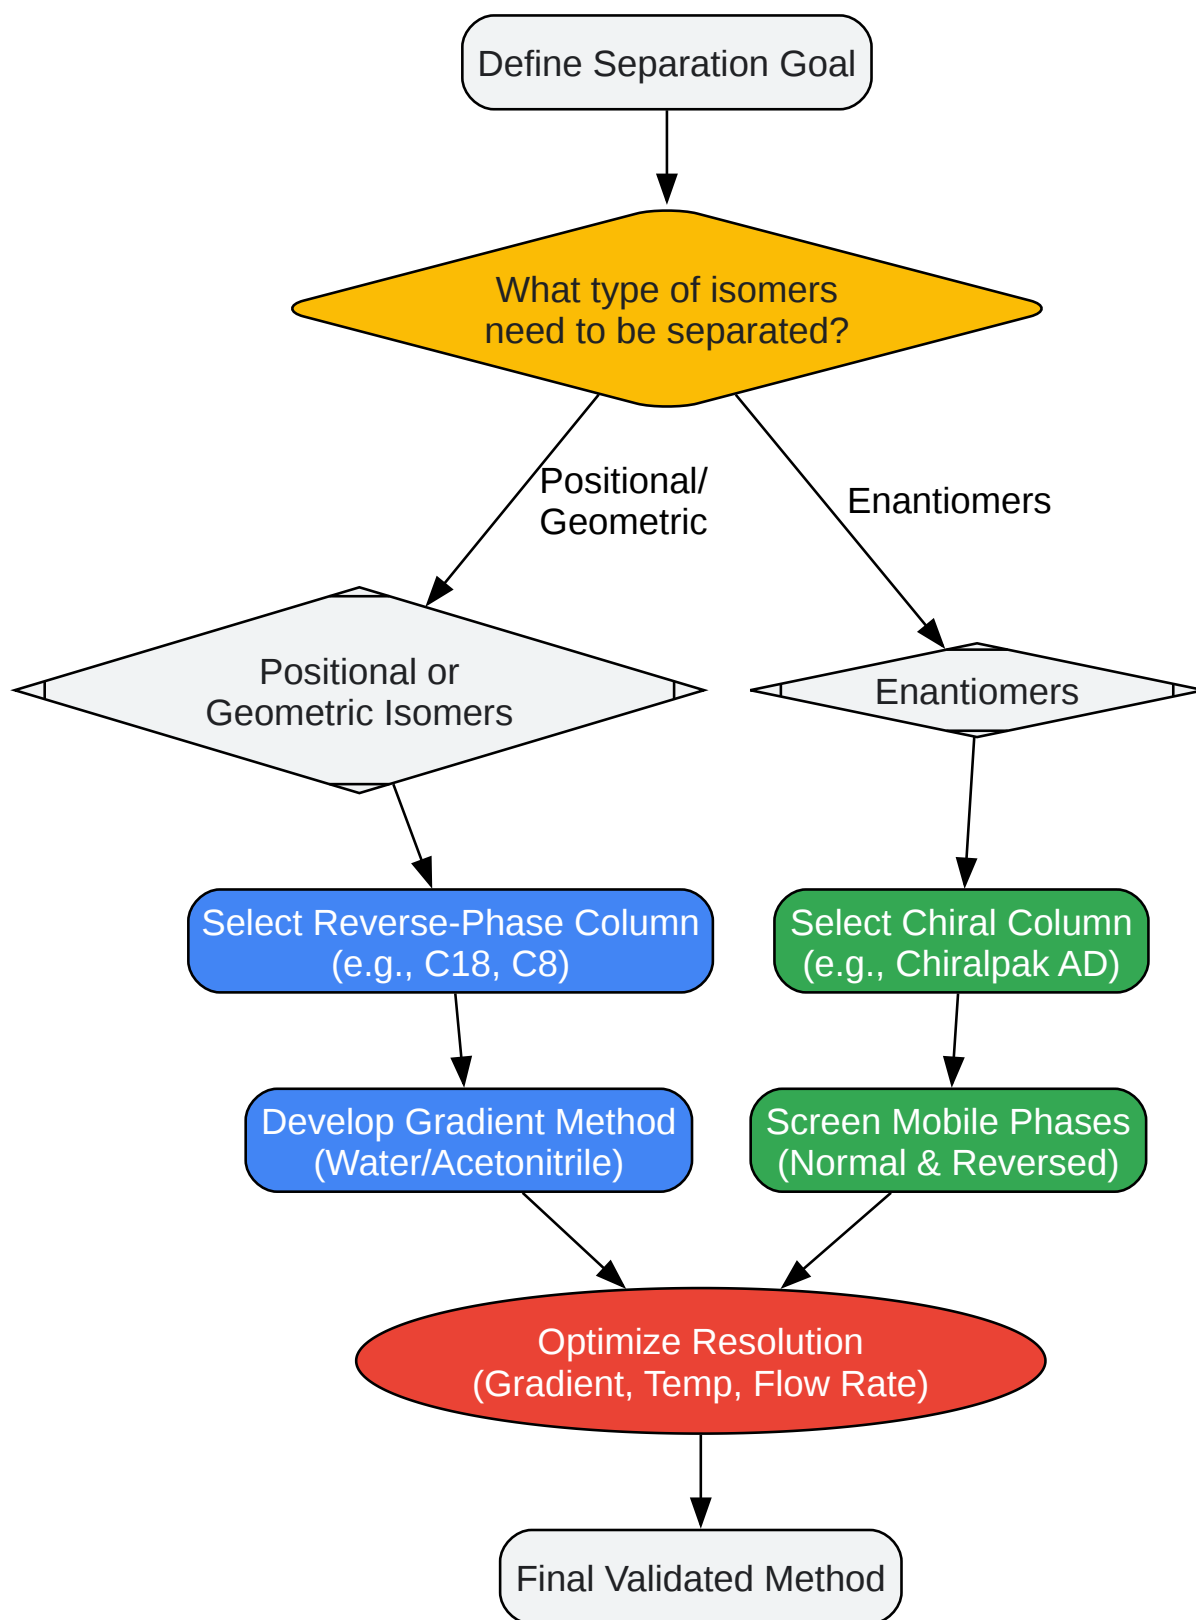 Define Separation Goal
What type of isomers
need to be separated?
Positional/
Geometric
Enantiomers
Positional or
Geometric Isomers
Enantiomers
Select Reverse-Phase Column
(e.g., C18, C8)
Select Chiral Column
(e.g., Chiralpak AD)
Develop Gradient Method
(Water/Acetonitrile)
Screen Mobile Phases
(Normal & Reversed)
Optimize Resolution
(Gradient, Temp, Flow Rate)
Final Validated Method